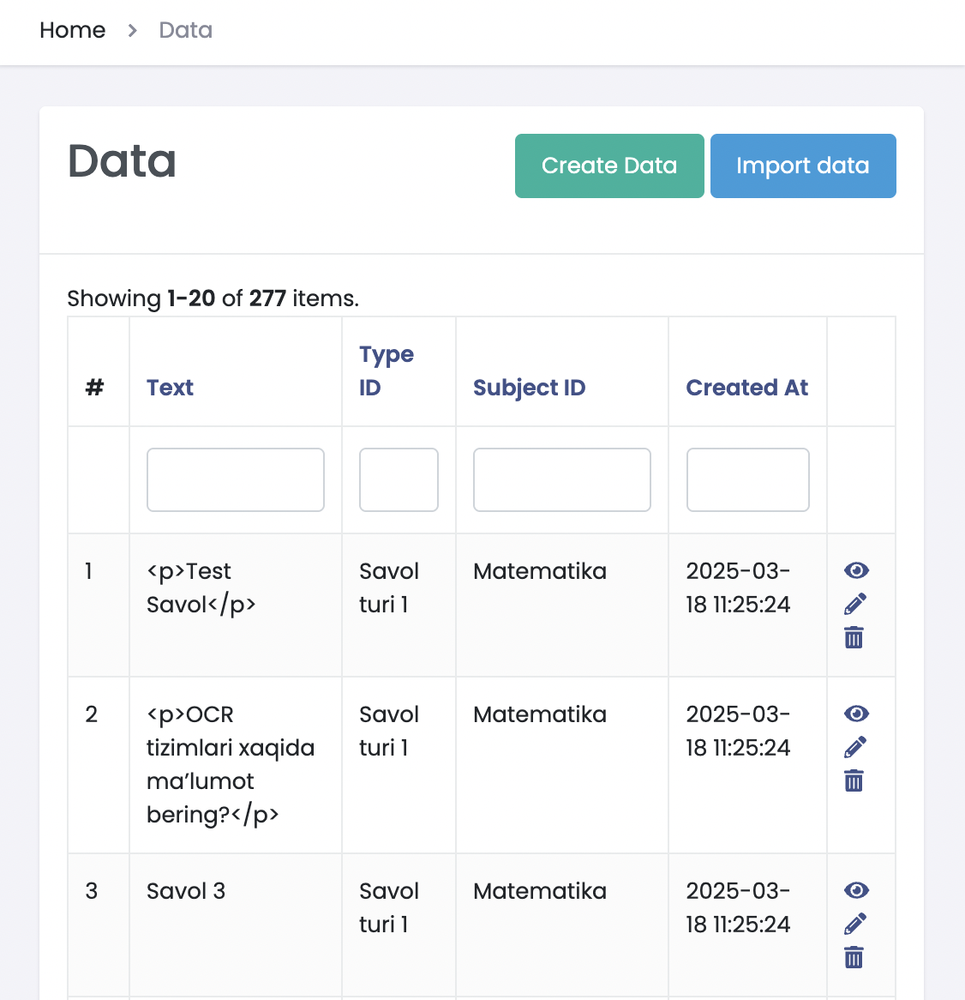 Home > Data
Data
Create Data
Import data
Showing 1-20 of 277 items.
#
Text
Type
ID
Subject ID
Created At
1
<p>Test
Savol</p>
Savol
turi 1
Matematika
2025-03-
18 11:25:24
2
<p>OCR
tizimlari xaqida
ma’lumot
bering?</p>
Savol
turi 1
Matematika
2025-03-
18 11:25:24
3
Savol 3
Savol
turi 1
Matematika
2025-03-
18 11:25:24